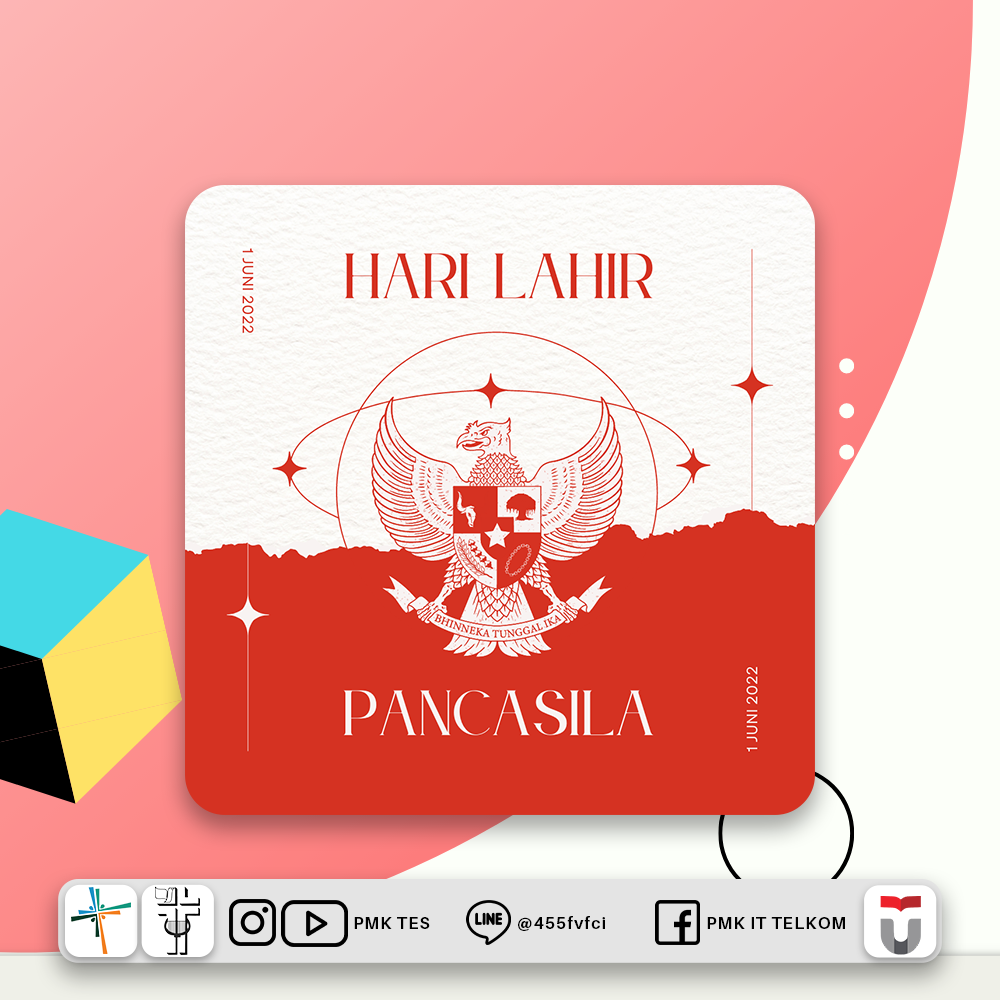 1 JUNI 2022
HARI LAHIR
BHINNEKA TUNGGAL IKA
PANCASILA
1 JUNI 2022
PMK TES
LINE
@455fvfci
PMK IT TELKOM